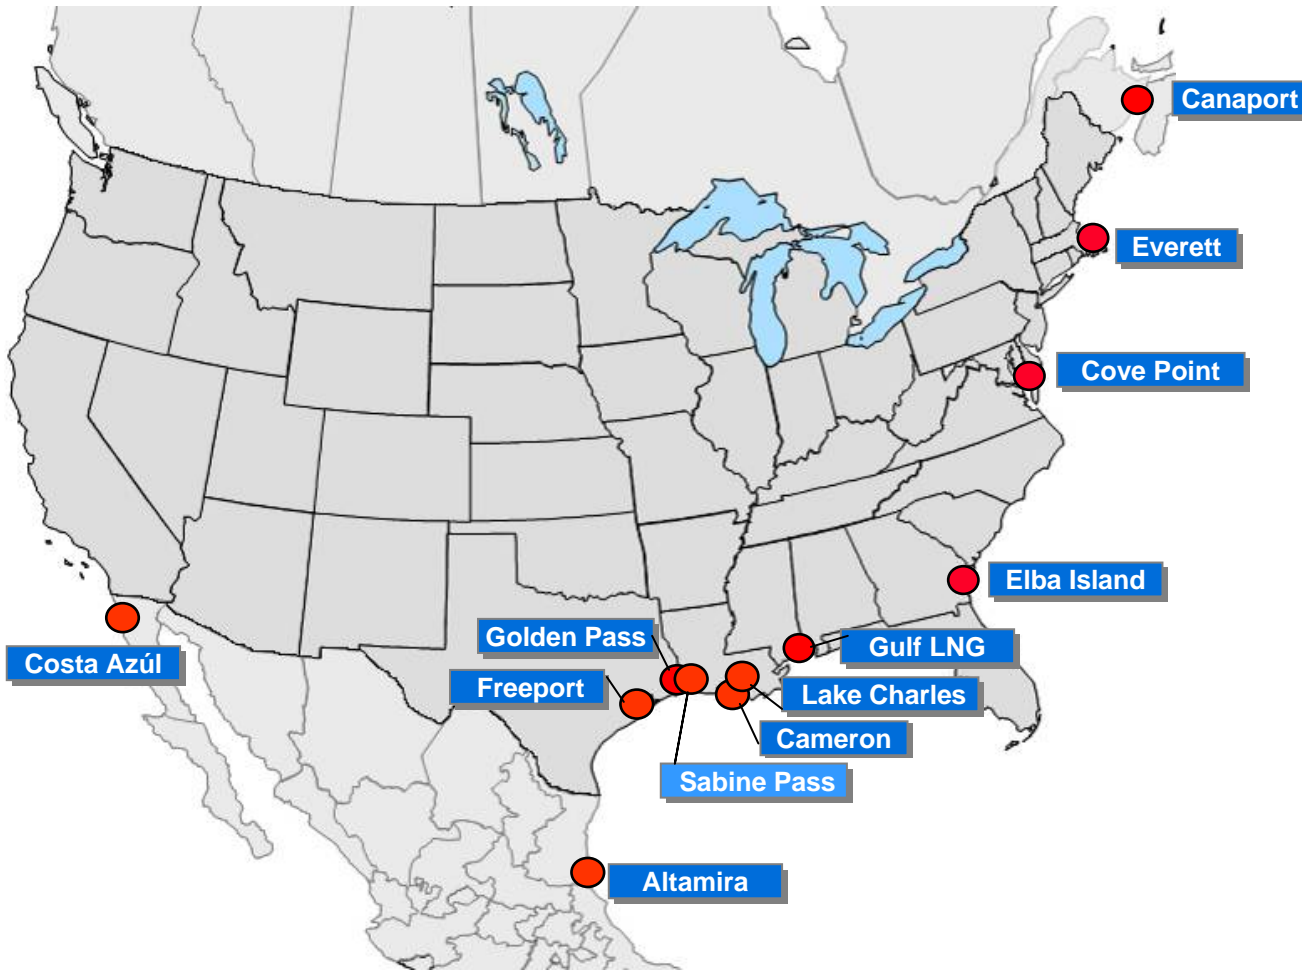 Canaport
Everett
Cove Point
Elba Island
Golden Pass
Gulf LNG
Costa Azúl
Freeport
Lake Charles
Cameron
Sabine Pass
Altamira